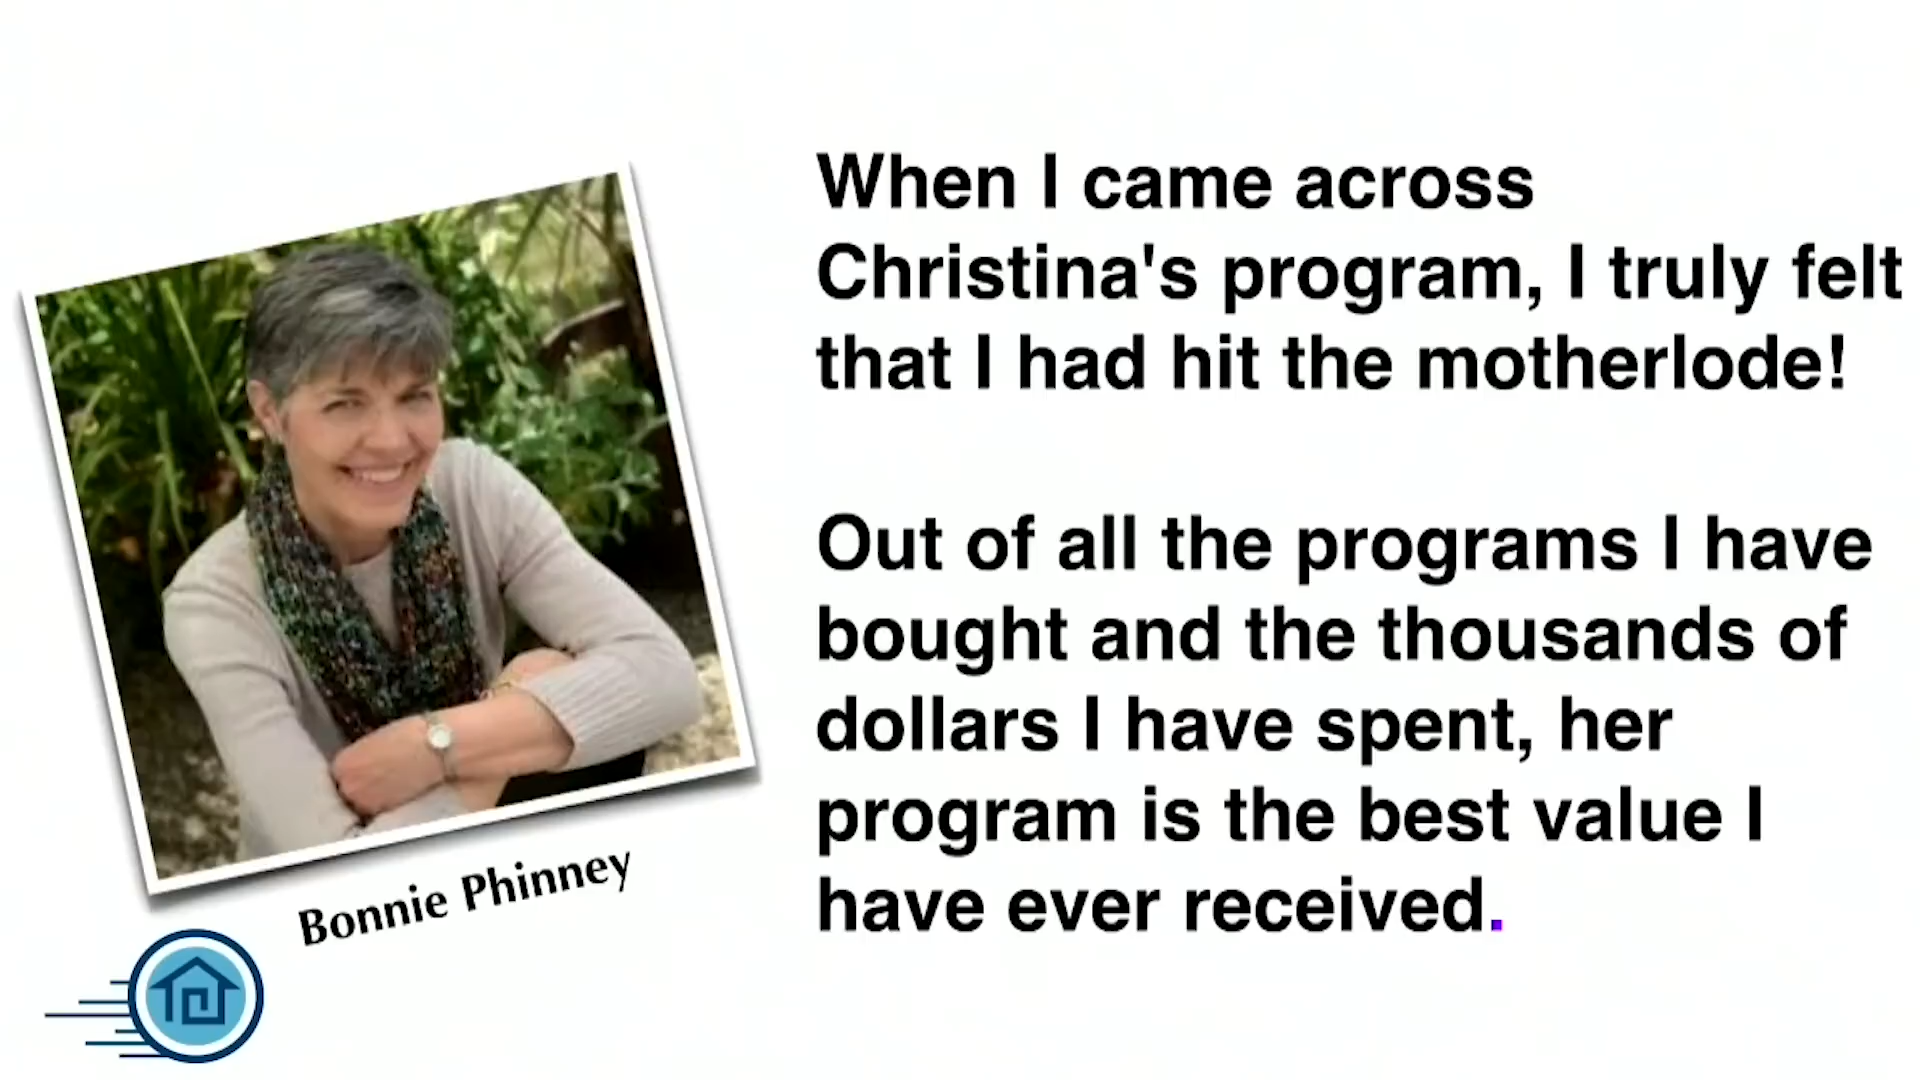 When I came across
Christina's program, I truly felt
that I had hit the motherlode!
Out of all the programs I have
bought and the thousands of
dollars I have spent, her
program is the best value I
have ever received.
Bonnie Phinney